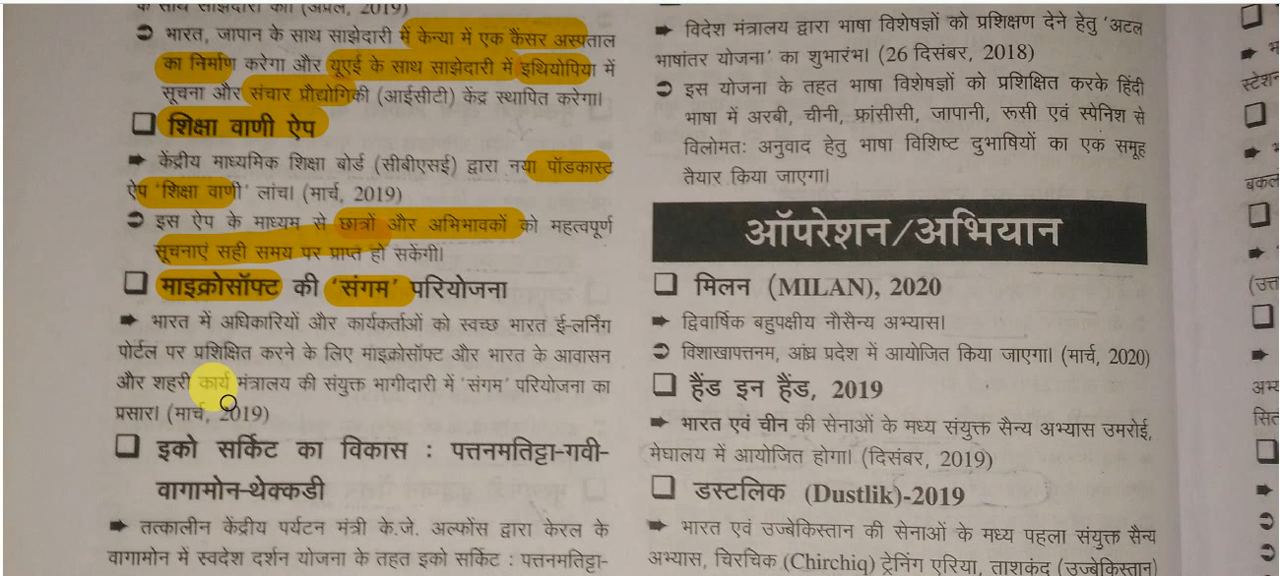 के साथ साझेदारी की। (अप्रैल, 2019)
➲ भारत, जापान के साथ साझेदारी में केन्या में एक कैंसर अस्पताल
का निर्माण करेगा और यूएई के साथ साझेदारी में इथियोपिया में
सूचना और संचार प्रौद्योगिकी (आईसीटी) केंद्र स्थापित करेगा।
❑ शिक्षा वाणी ऐप
➨ केंद्रीय माध्यमिक शिक्षा बोर्ड (सीबीएसई) द्वारा नया पॉडकास्ट
ऐप 'शिक्षा वाणी' लांच। (मार्च, 2019)
➲ इस ऐप के माध्यम से छात्रों और अभिभावकों को महत्वपूर्ण
सूचनाएं सही समय पर प्राप्त हो सकेंगी।
❑ माइक्रोसॉफ्ट की 'संगम' परियोजना
➨ भारत में अधिकारियों और कार्यकर्ताओं को स्वच्छ भारत ई-लर्निंग
पोर्टल पर प्रशिक्षित करने के लिए माइक्रोसॉफ्ट और भारत के आवासन
और शहरी कार्य मंत्रालय की संयुक्त भागीदारी में 'संगम' परियोजना का
प्रसार। (मार्च, 2019)
❑ इको सर्किट का विकास : पत्तनमतिट्टा-गवी-
वागामोन-थेक्कडी
➨ तत्कालीन केंद्रीय पर्यटन मंत्री के.जे. अल्फोंस द्वारा केरल के
वागामोन में स्वदेश दर्शन योजना के तहत इको सर्किट : पत्तनमतिट्टा-
➨ विदेश मंत्रालय द्वारा भाषा विशेषज्ञों को प्रशिक्षण देने हेतु 'अटल
भाषांतर योजना' का शुभारंभ। (26 दिसंबर, 2018)
➲ इस योजना के तहत भाषा विशेषज्ञों को प्रशिक्षित करके हिंदी
भाषा में अरबी, चीनी, फ्रांसीसी, जापानी, रूसी एवं स्पेनिश से
विलोमतः अनुवाद हेतु भाषा विशिष्ट दुभाषियों का एक समूह
तैयार किया जाएगा।
ऑपरेशन/अभियान
❑ मिलन (MILAN), 2020
➨ द्विवार्षिक बहुपक्षीय नौसैन्य अभ्यास।
➲ विशाखापत्तनम, आंध्र प्रदेश में आयोजित किया जाएगा। (मार्च, 2020)
❑ हैंड इन हैंड, 2019
➨ भारत एवं चीन की सेनाओं के मध्य संयुक्त सैन्य अभ्यास उमरोई,
मेघालय में आयोजित होगा। (दिसंबर, 2019)
❑ डस्टलिक (Dustlik)-2019
➨ भारत एवं उज्बेकिस्तान की सेनाओं के मध्य पहला संयुक्त सैन्य
अभ्यास, चिरचिक (Chirchiq) ट्रेनिंग एरिया, ताशकंद (उज्बेकिस्तान)